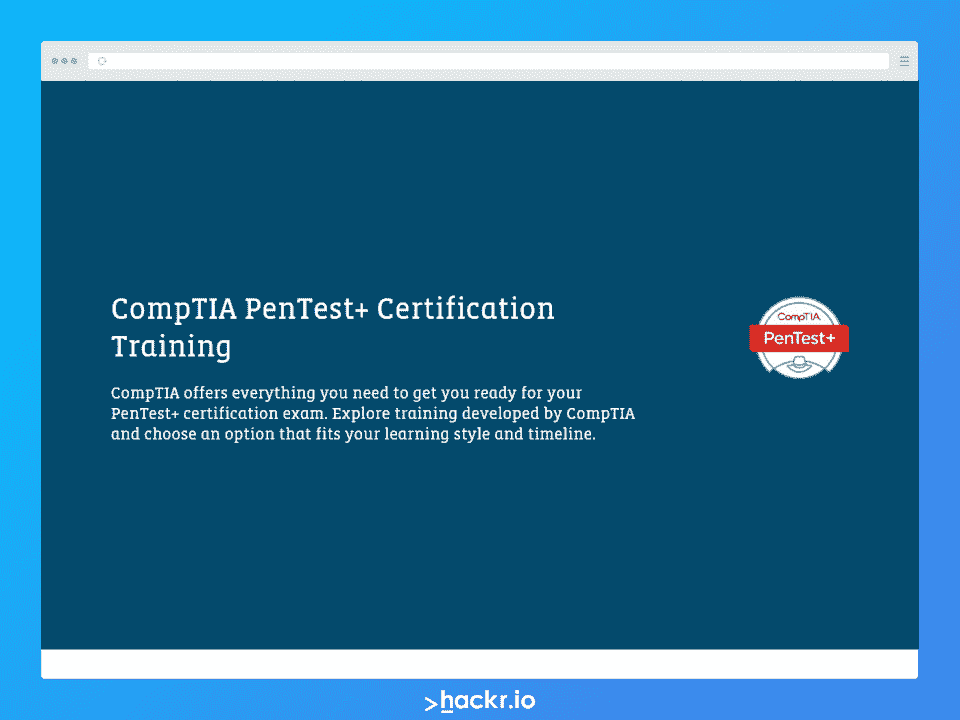 CompTIA PenTest+ Certification
Training
CompTIA offers everything you need to get you ready for your
PenTest+ certification exam. Explore training developed by CompTIA
and choose an option that fits your learning style and timeline.
CompTIA
PenTest+
>hackr.io